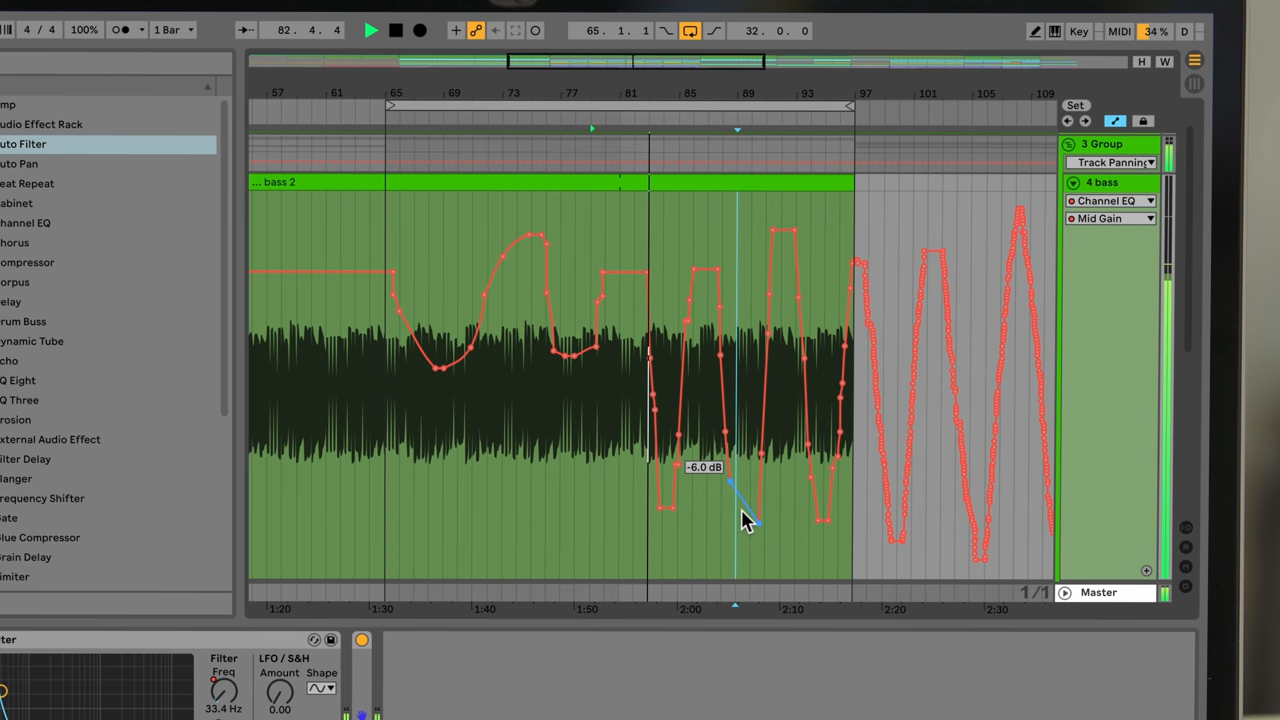 4 / 4 100% 1 Bar 82. 4. 4 65. 1. 1 32. 0. 0 Key MIDI 34 % D
H W
57 61 65 69 73 77 81 85 89 93 97 101 105 109
Set
3 Group
Track Panning
... bass 2
4 bass
Channel EQ
Mid Gain
mp
udio Effect Rack
uto Filter
uto Pan
eat Repeat
abinet
hannel EQ
horus
ompressor
orpus
elay
rum Buss
ynamic Tube
cho
Q Eight
Q Three
rosion
xternal Audio Effect
ilter Delay
langer
requency Shifter
ate
lue Compressor
rain Delay
imiter
-6.0 dB
1/1
Master
1:20 1:30 1:40 1:50 2:00 2:10 2:20 2:30
lter
Filter
Freq
33.4 Hz
LFO / S&H
Amount
0.00
Shape